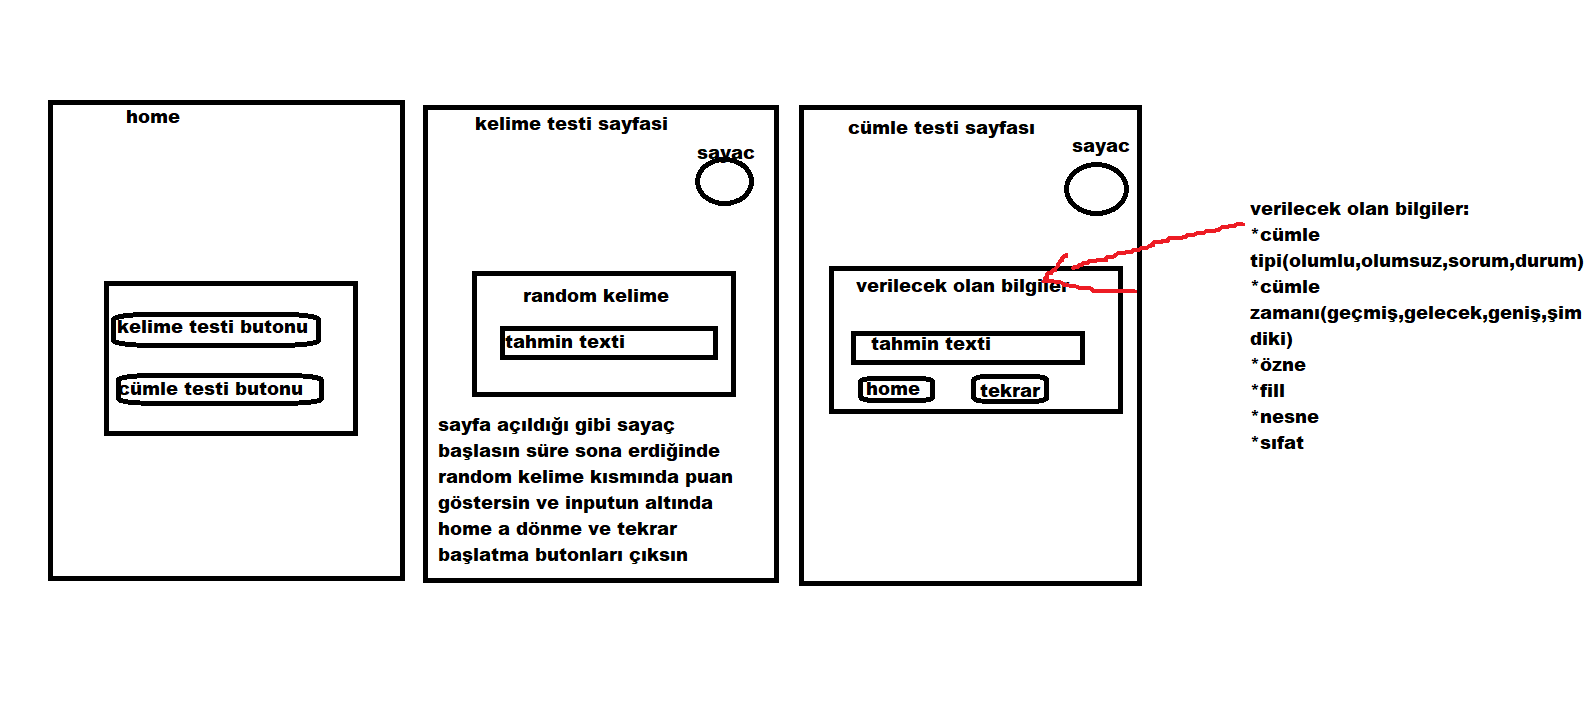 home
kelime testi butonu
cümle testi butonu
kelime testi sayfasi
sayac
random kelime
tahmin texti
sayfa açıldığı gibi sayaç
başlasın süre sona erdiğinde
random kelime kısmında puan
göstersin ve inputun altında
home a dönme ve tekrar
başlatma butonları çıksın
cümle testi sayfası
sayac
verilecek olan bilgiler
tahmin texti
home
tekrar
verilecek olan bilgiler:
*cümle
tipi(olumlu,olumsuz,sorum,durum)
*cümle
zamanı(geçmiş,gelecek,geniş,şim
diki)
*özne
*fill
*nesne
*sıfat